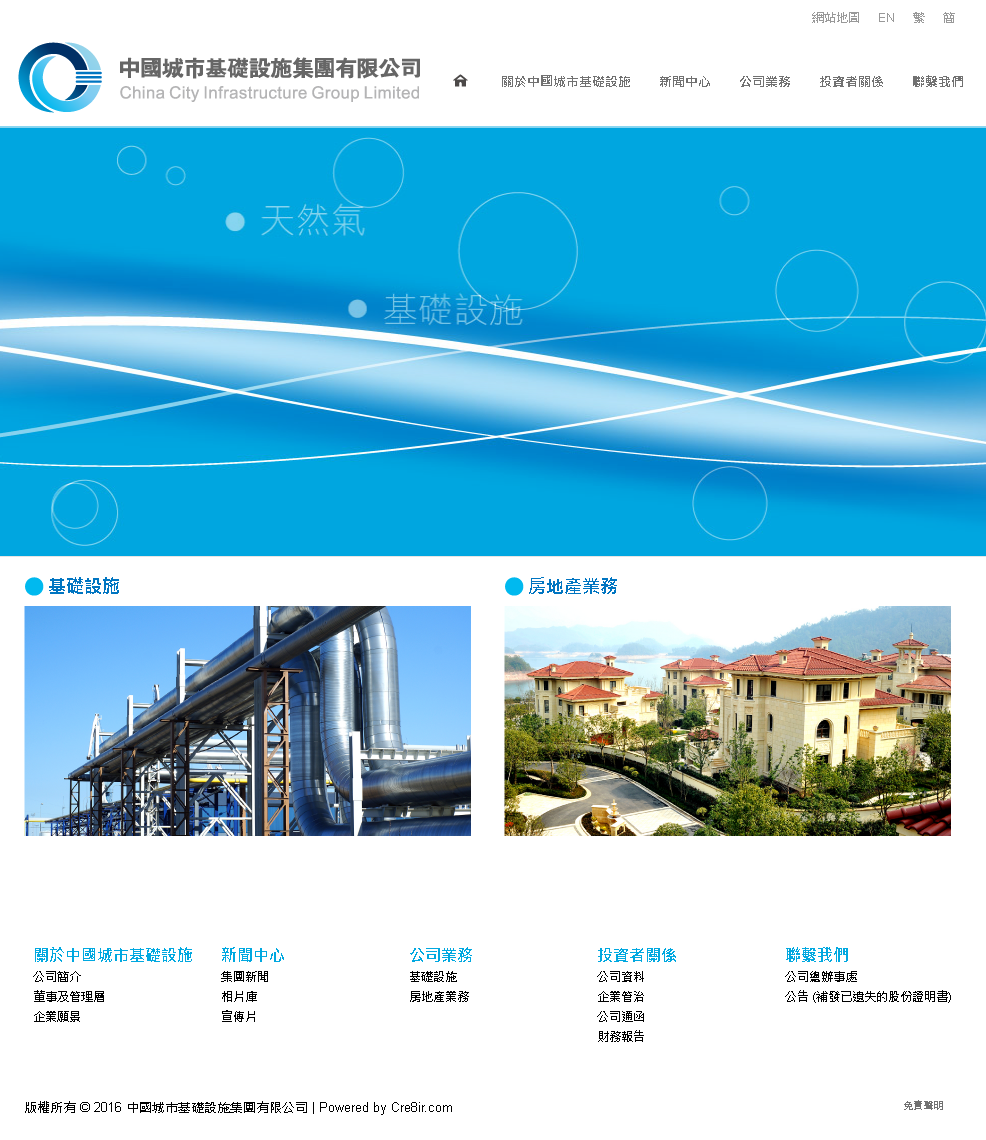 網站地圖 EN 繁 簡
中國城市基礎設施集團有限公司
China City Infrastructure Group Limited
關於中國城市基礎設施 新聞中心 公司業務 投資者關係 聯繫我們
天然氣
基礎設施
基礎設施 房地產業務
關於中國城市基礎設施 新聞中心 公司業務 投資者關係 聯繫我們
公司簡介 集團新聞 基礎設施 公司資料 公司總辦事處
董事及管理層 相片庫 房地產業務 企業管治 公告 (補發已遺失的股份證明書)
企業願景 宣傳片 公司通函
財務報告
版權所有 © 2016 中國城市基礎設施集團有限公司 | Powered by Cre8ir.com 免責聲明